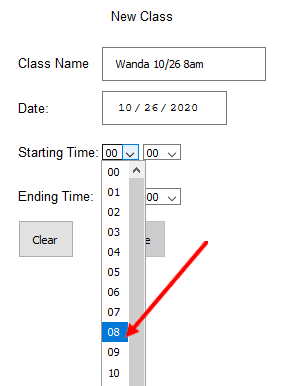 New Class
Class Name Wanda 10/26 8am
Date: 10 / 26 / 2020
Starting Time: 00 00
00
01
02
03
04
05
06
07
08
09
10
Ending Time: 00
Clear